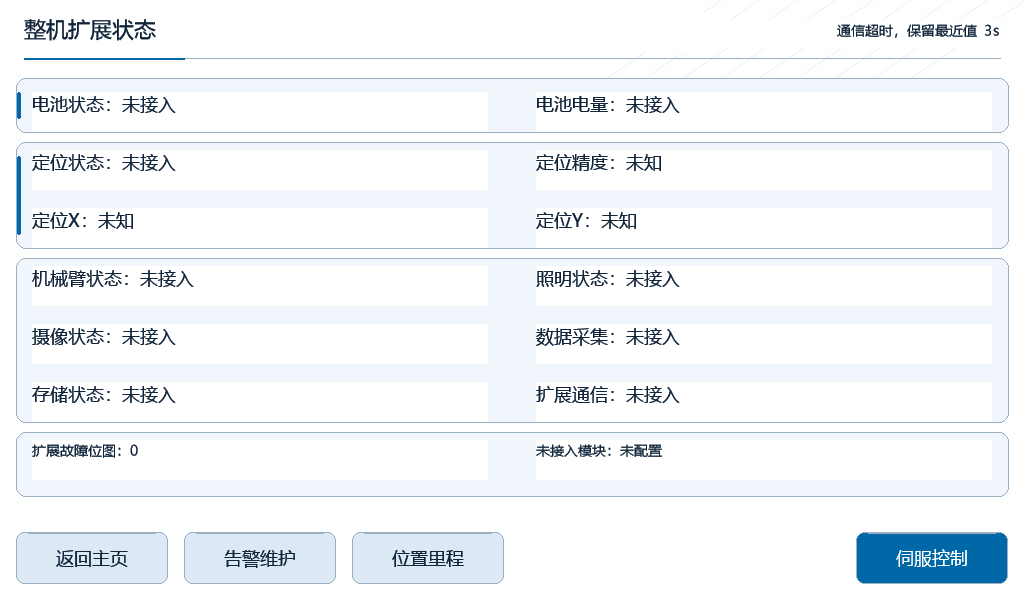 整机扩展状态
通信超时，保留最近值 3s
电池状态：未接入
电池电量：未接入
定位状态：未接入
定位精度：未知
定位X：未知
定位Y：未知
机械臂状态：未接入
照明状态：未接入
摄像状态：未接入
数据采集：未接入
存储状态：未接入
扩展通信：未接入
扩展故障位图：0
未接入模块：未配置
返回主页
告警维护
位置里程
伺服控制